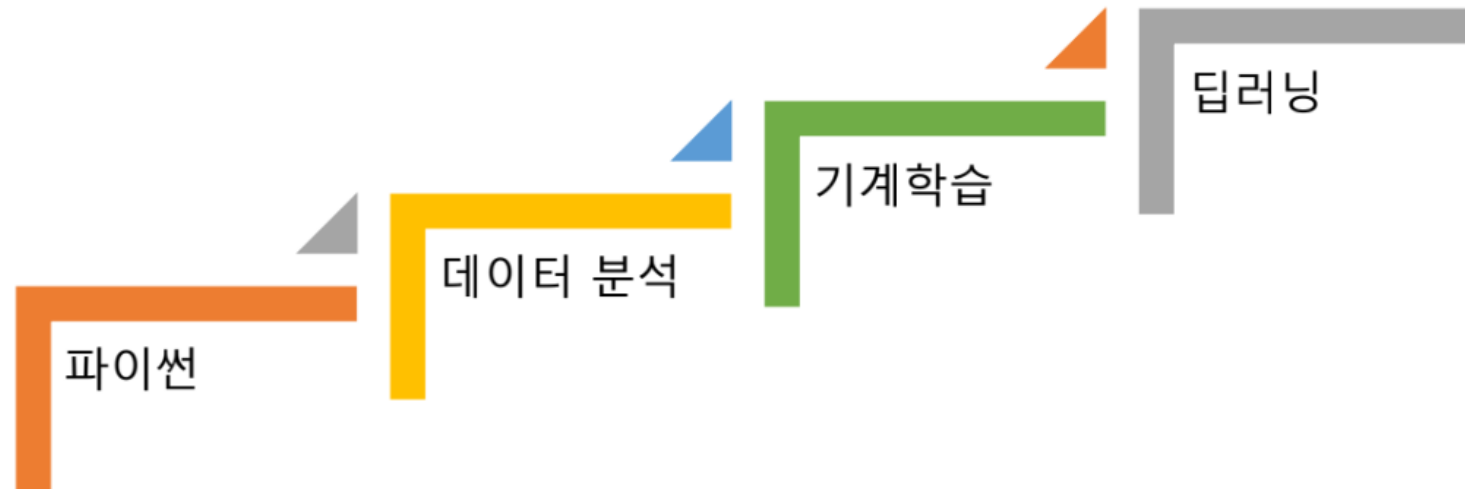 파이썬
데이터 분석
기계학습
딥러닝